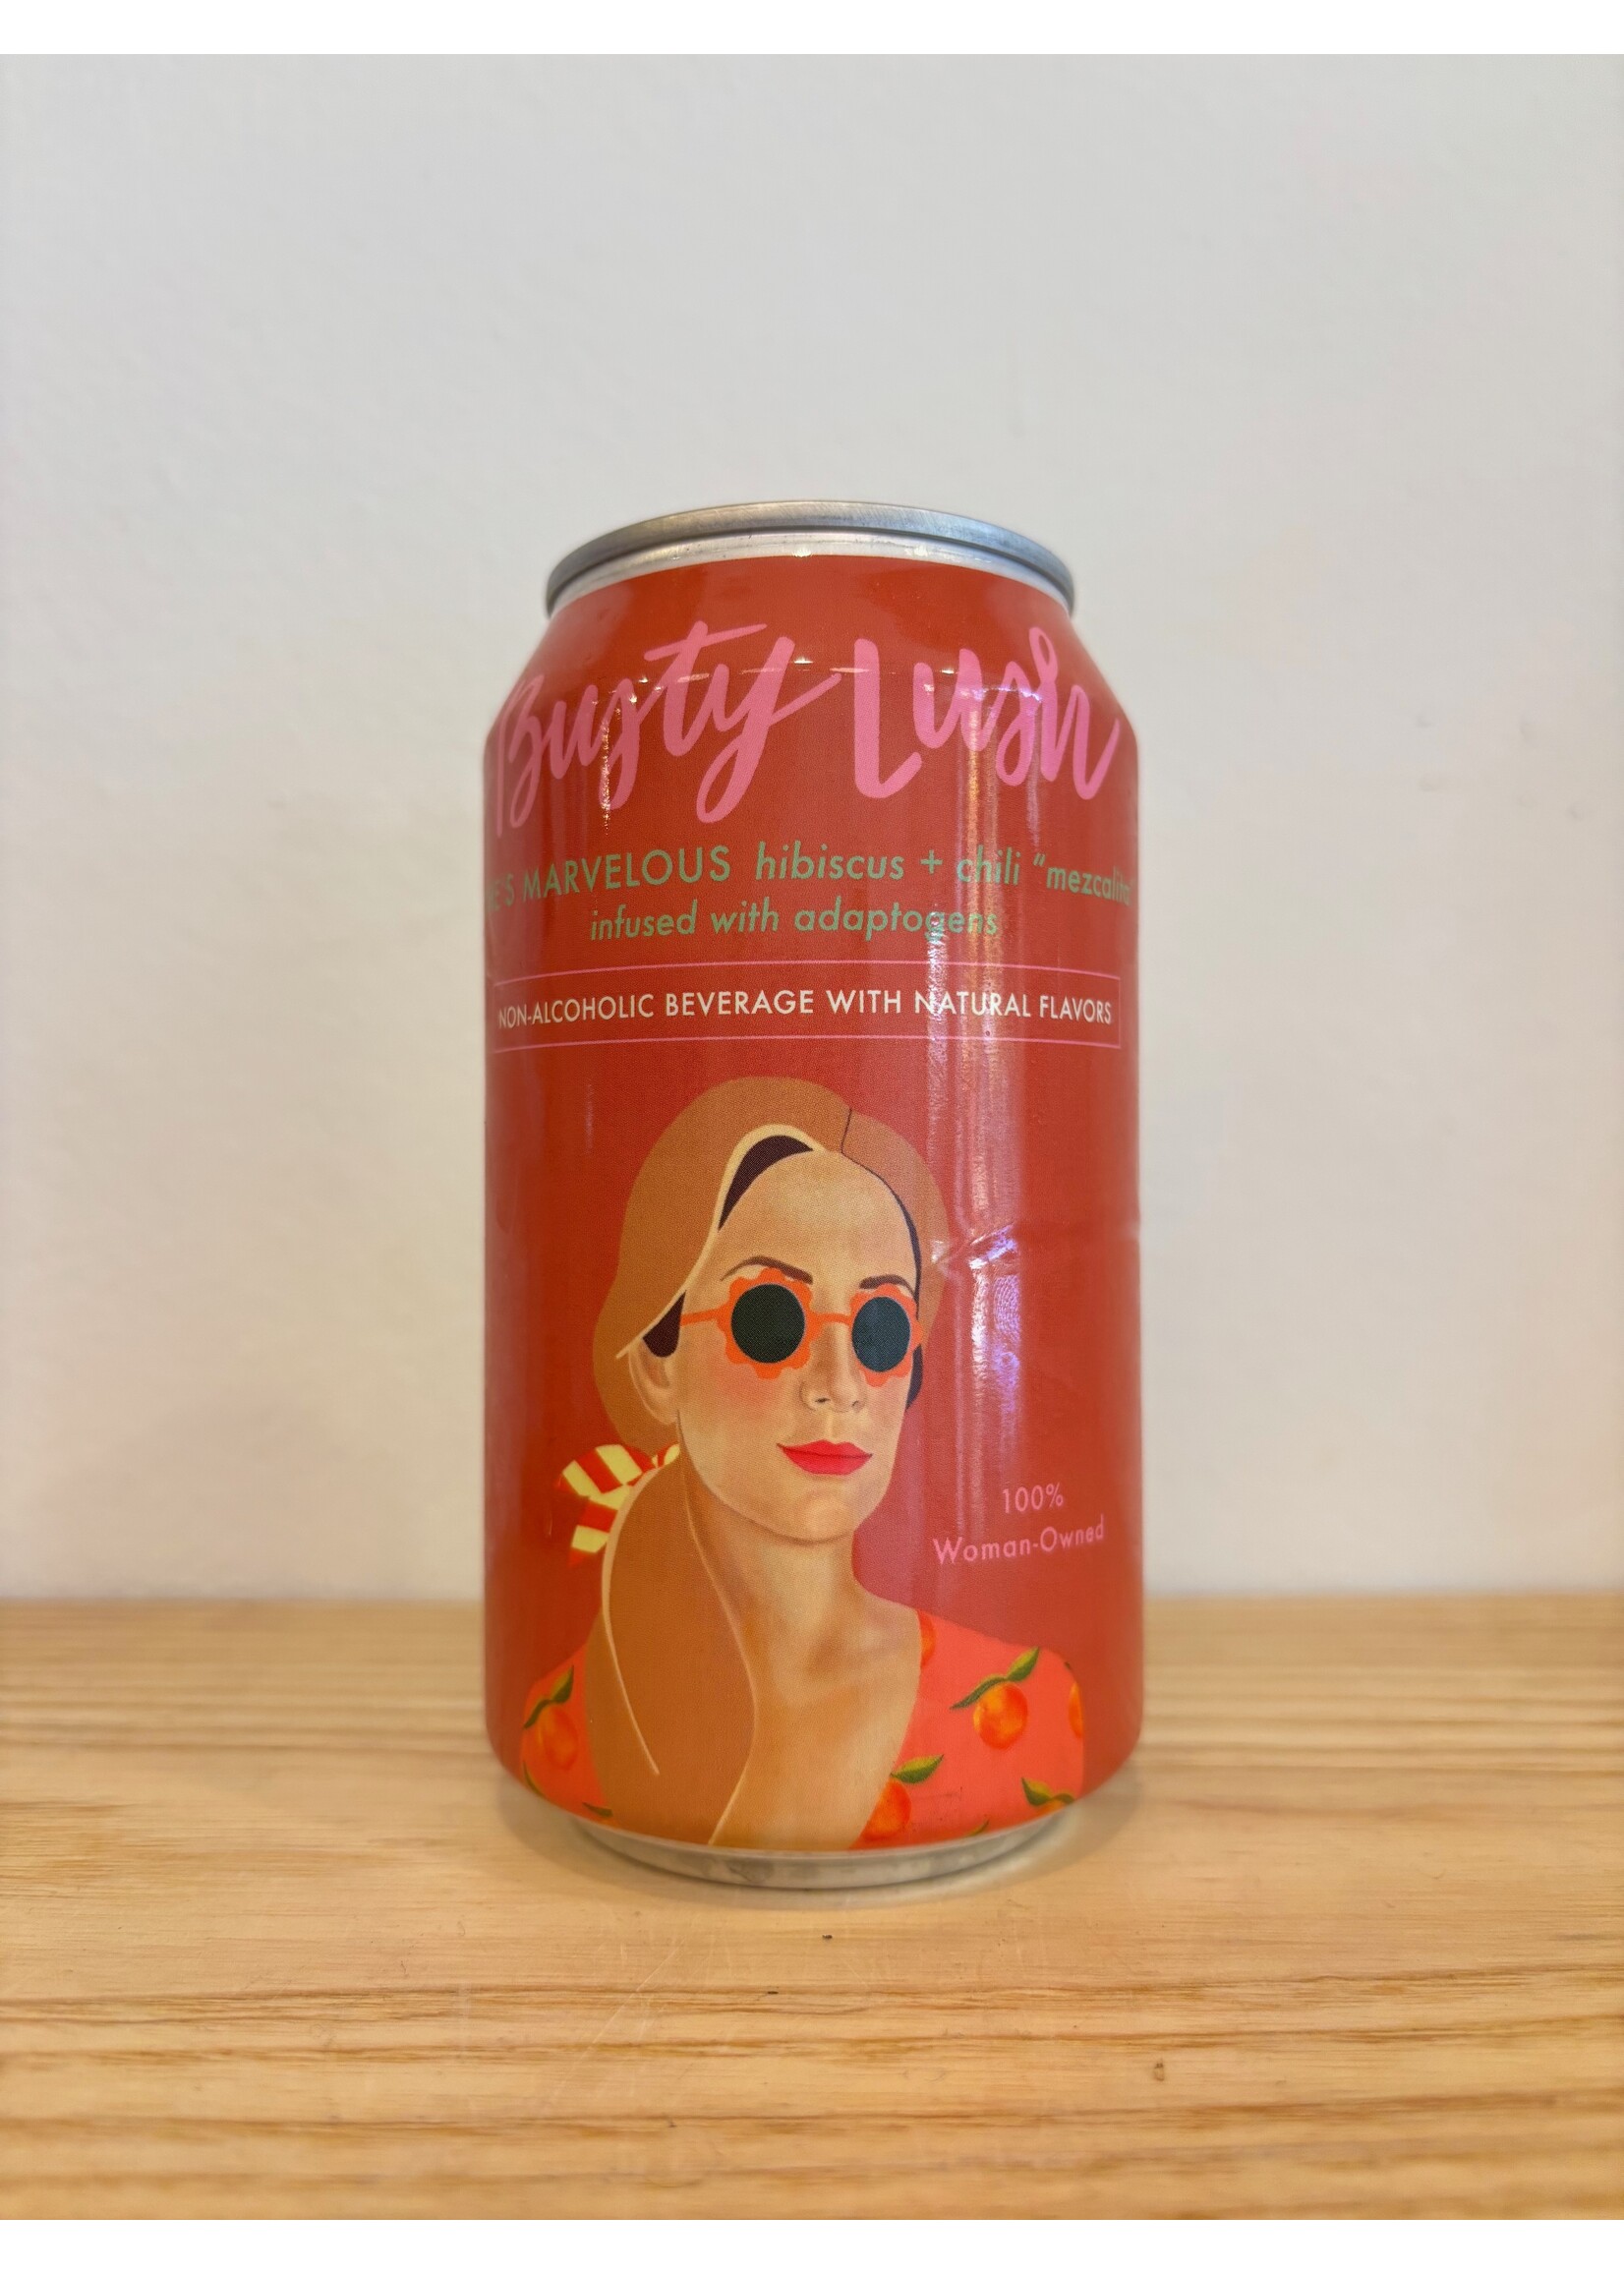 Busty Lush
MARVELOUS hibiscus + chili "mezcalita"
infused with adaptogens
NON-ALCOHOLIC BEVERAGE WITH NATURAL FLAVORS
100%
Woman-Owned